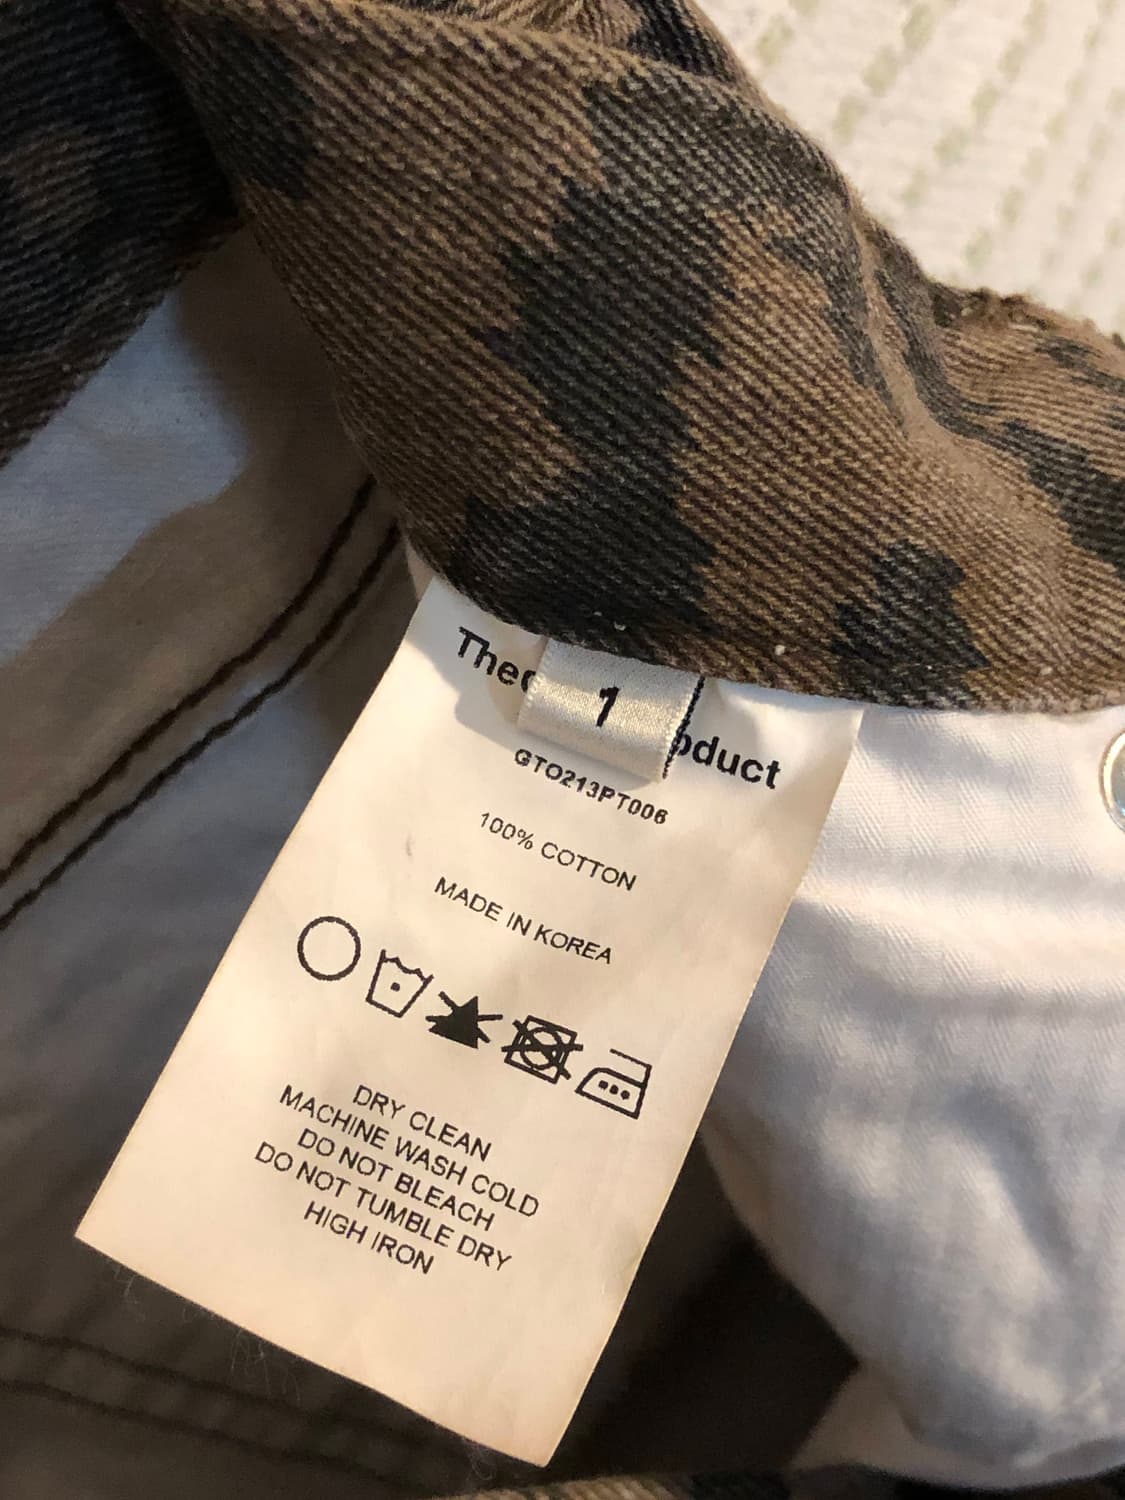 1
oduct
GTO213PT006
100% COTTON
MADE IN KOREA
DRY CLEAN
MACHINE WASH COLD
DO NOT BLEACH
DO NOT TUMBLE DRY
HIGH IRON